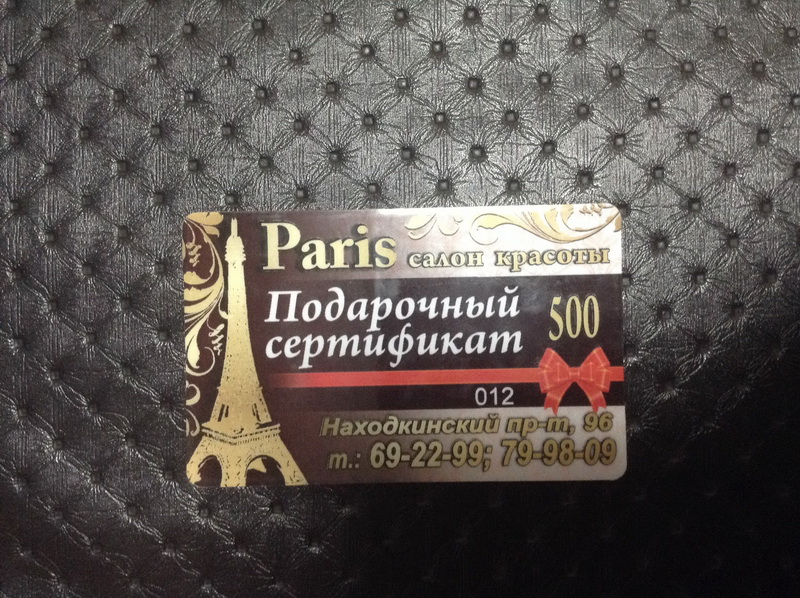 Paris салон красоты
Подарочный
сертификат 500
012
Находкинский пр-т, 96
т.: 69-22-99; 79-98-09